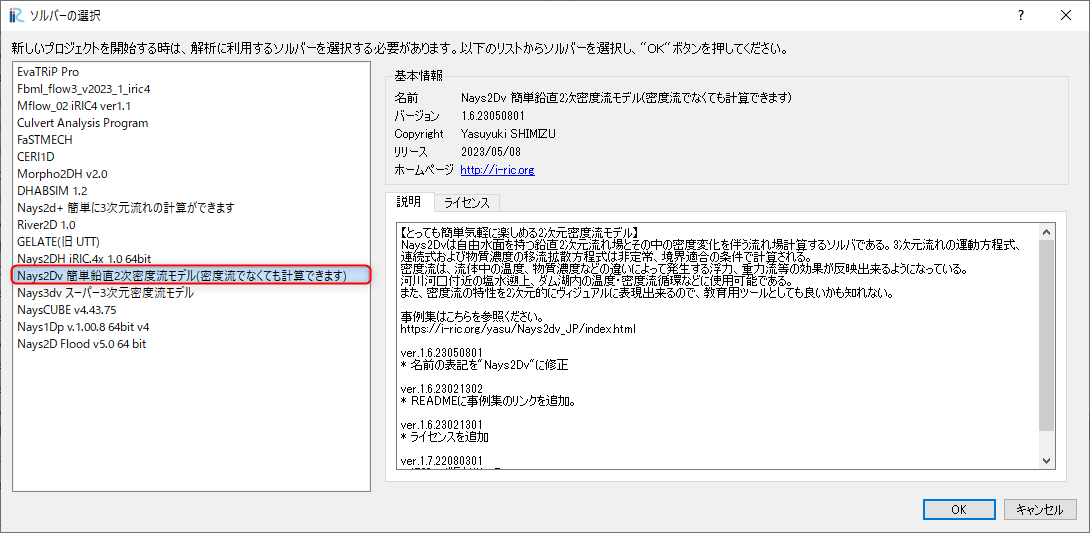 ソルバーの選択
新しいプロジェクトを開始する時は、解析に利用するソルバーを選択する必要があります。以下のリストからソルバーを選択し、"OK"ボタンを押してください。
EvaTRiP Pro
Fbml_flow3_v2023_1_iric4
Mflow_02 iRIC4 ver1.1
Culvert Analysis Program
FaSTMECH
CERI1D
Morpho2DH v2.0
DHABSIM 1.2
Nays2d+ 簡単に3次元流れの計算ができます
River2D 1.0
GELATE(旧 UTT)
Nays2DH iRIC.4x 1.0 64bit
Nays2Dv 簡単鉛直2次密度流モデル(密度流でなくても計算できます)
Nays3dv スーパー3次元密度流モデル
NaysCUBE v4.43.75
Nays1Dp v.1.00.8 64bit v4
Nays2D Flood v5.0 64 bit
基本情報
名前 Nays2Dv 簡単鉛直2次密度流モデル(密度流でなくても計算できます)
バージョン 1.6.23050801
Copyright Yasuyuki SHIMIZU
リリース 2023/05/08
ホームページ http://i-ric.org
説明 ライセンス
【とっても簡単気軽に楽しめる2次元密度流モデル】
Nays2Dvは自由水面を持つ鉛直2次元流れ場とその中の密度変化を伴う流れ場計算するソルバである。3次元流れの運動方程式、
連続式および物質濃度の移流拡散方程式は非定常、境界適合の条件で計算される。
密度流は、流体中の温度、物質濃度などの違いによって発生する浮力、重力流等の効果が反映出来るようになっている。
河川河口付近の塩水遡上、ダム湖内の温度・密度流循環などに使用可能である。
また、密度流の特性を2次元的にヴィジュアルに表現出来るので、教育用ツールとしても良いかも知れない。
事例集はこちらを参照ください。
https://i-ric.org/yasu/Nays2dv_JP/index.html
ver.1.6.23050801
* 名前の表記を"Nays2Dv"に修正
ver.1.6.23021302
* READMEに事例集のリンクを追加。
ver.1.6.23021301
* ライセンスを追加
ver.1.7.22080301
OK キャンセル